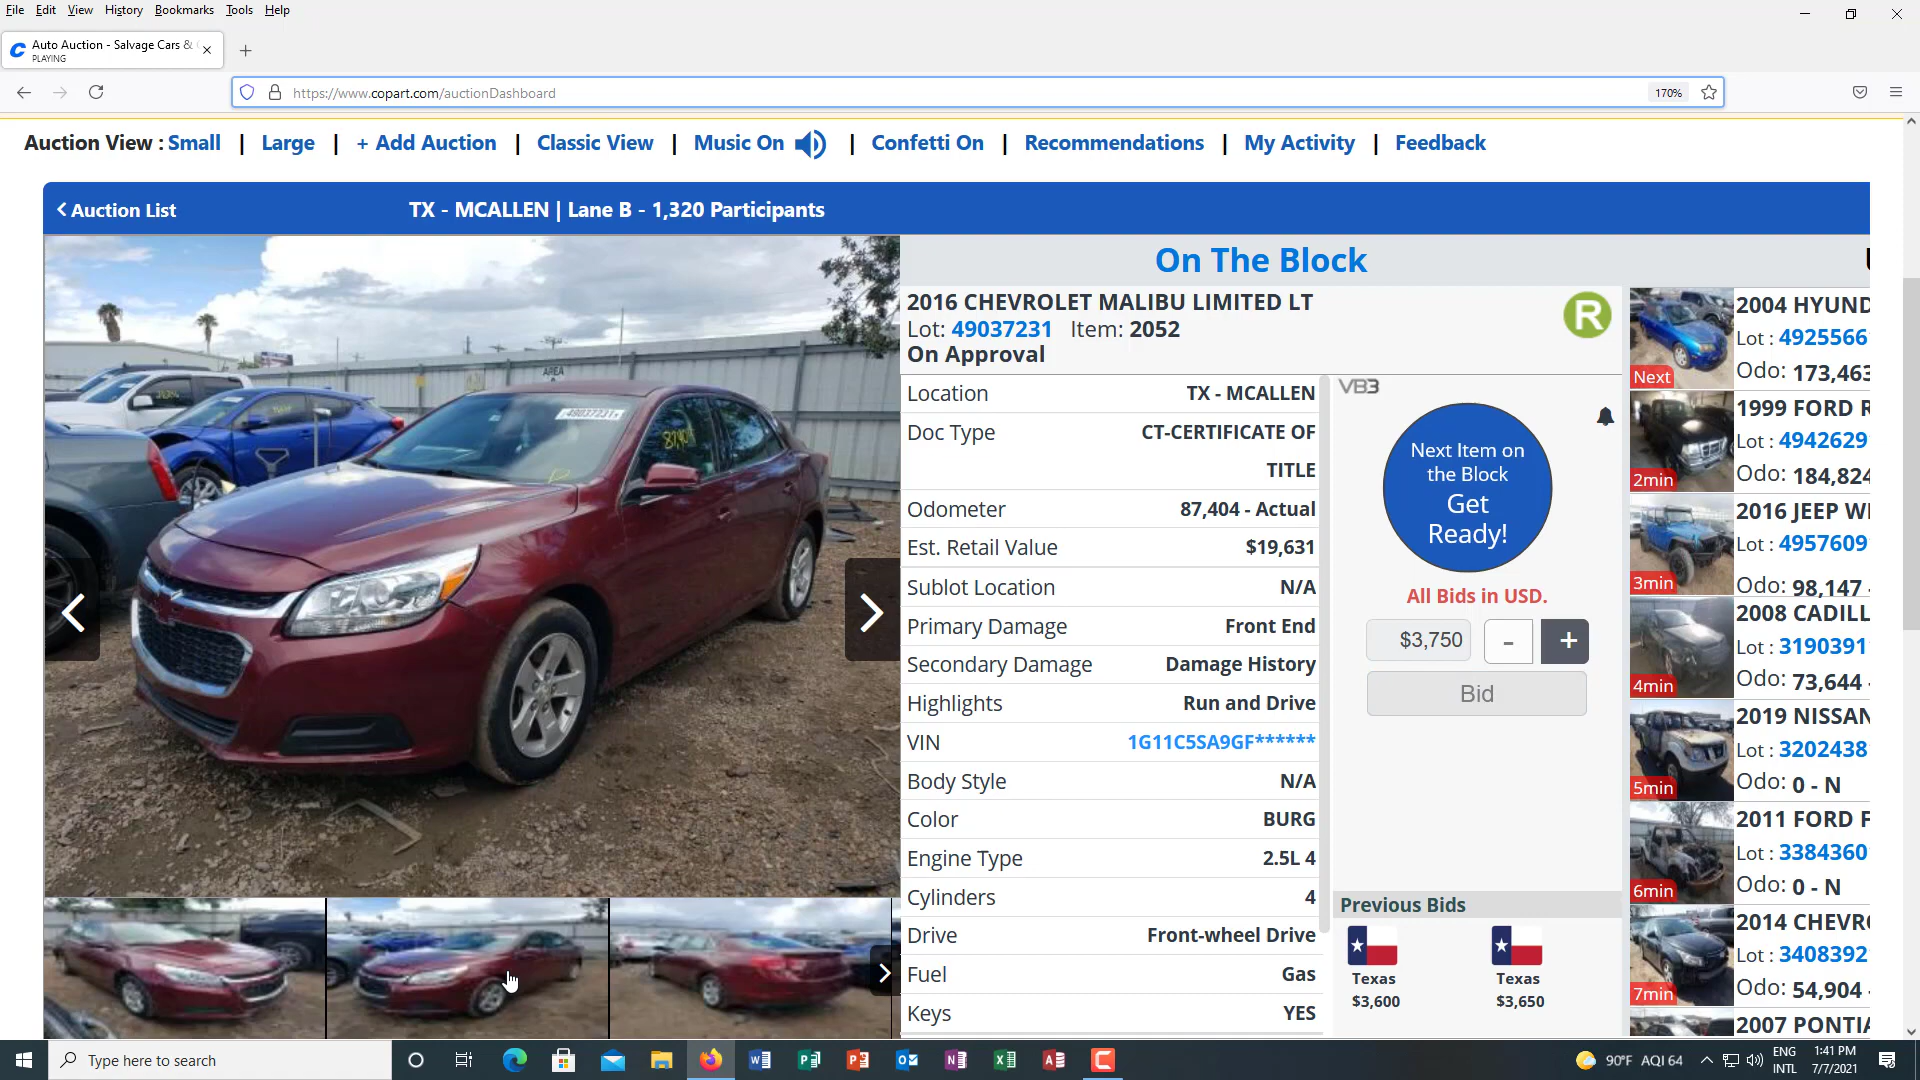 File Edit View History Bookmarks Tools Help
Auto Auction - Salvage Cars &
PLAYING
https://www.copart.com/auctionDashboard
170%
Auction View : Small | Large | + Add Auction | Classic View | Music On | Confetti On | Recommendations | My Activity | Feedback
Auction List
TX - MCALLEN | Lane B - 1,320 Participants
AREA
49037231
On The Block
2016 CHEVROLET MALIBU LIMITED LT
Lot: 49037231 Item: 2052
On Approval
R
Location TX - MCALLEN
Doc Type CT-CERTIFICATE OF
TITLE
Odometer 87,404 - Actual
Est. Retail Value $19,631
Sublot Location N/A
Primary Damage Front End
Secondary Damage Damage History
Highlights Run and Drive
VIN 1G11C5SA9GF******
Body Style N/A
Color BURG
Engine Type 2.5L 4
Cylinders 4
Drive Front-wheel Drive
Fuel Gas
Keys YES
VB3
Next Item on
the Block
Get
Ready!
All Bids in USD.
$3,750 - +
Bid
Previous Bids
Texas
$3,600
Texas
$3,650
2004 HYUND
Lot : 4925566
Odo: 173,463
Next
1999 FORD R
Lot : 4942629
Odo: 184,824
2min
2016 JEEP W
Lot : 4957609
Odo: 98,147
3min
2008 CADILL
Lot : 3190391
Odo: 73,644
4min
2019 NISSAN
Lot : 3202438
Odo: 0 - N
5min
2011 FORD F
Lot : 3384360
Odo: 0 - N
6min
2014 CHEVR
Lot : 3408392
Odo: 54,904
7min
2007 PONTIA
Type here to search
90°F AQI 64
ENG
INTL
1:41 PM
7/7/2021